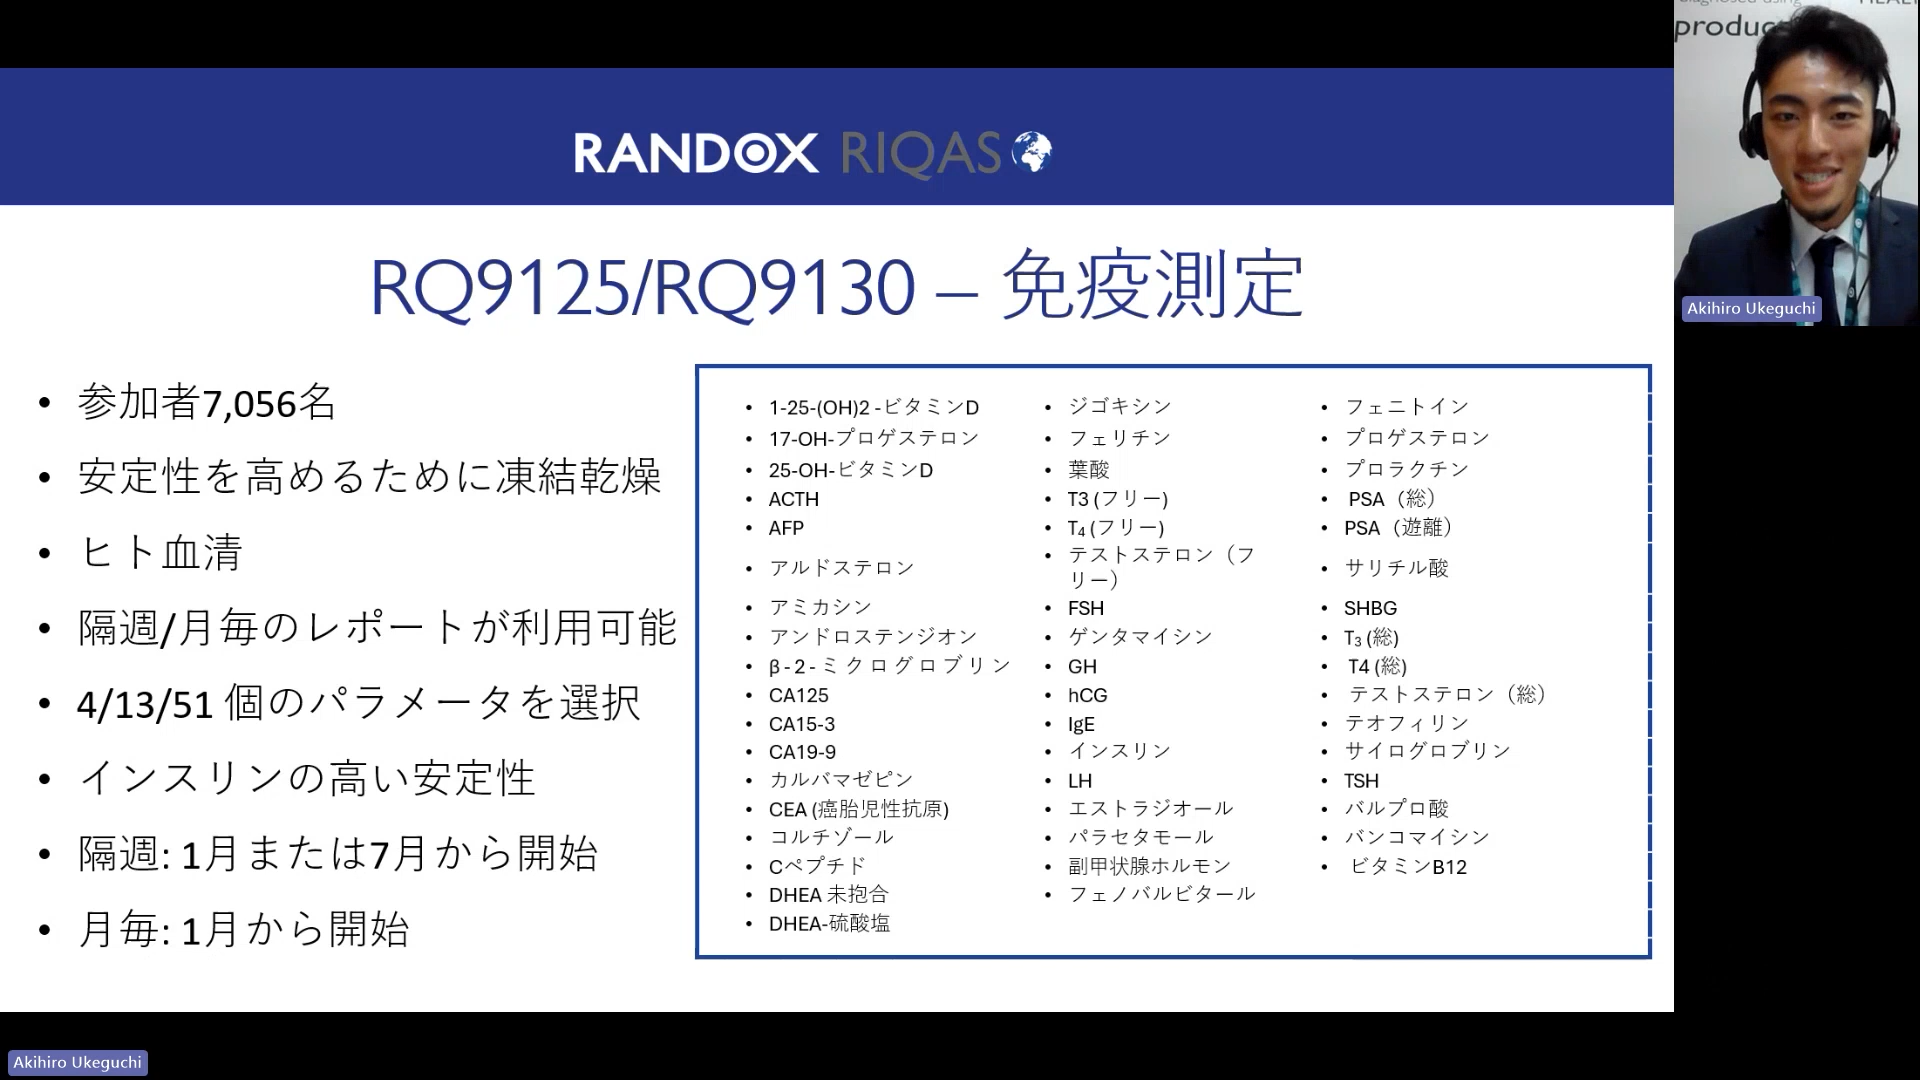 RANDOX RIQAS
RQ9125/RQ9130 – 免疫測定
• 参加者7,056名
• 安定性を高めるために凍結乾燥
• ヒト血清
• 隔週/月毎のレポートが利用可能
• 4/13/51 個のパラメータを選択
• インスリンの高い安定性
• 隔週: 1月または7月から開始
• 月毎: 1月から開始
• 1-25-(OH)2 -ビタミンD
• 17-OH-プロゲステロン
• 25-OH-ビタミンD
• ACTH
• AFP
• アルドステロン
• アミカシン
• アンドロステンジオン
• β-2-ミクログロブリン
• CA125
• CA15-3
• CA19-9
• カルバマゼピン
• CEA (癌胎児性抗原)
• コルチゾール
• Cペプチド
• DHEA 未抱合
• DHEA-硫酸塩
• ジゴキシン
• フェリチン
• 葉酸
• T3 (フリー)
• T₄ (フリー)
• テストステロン（フ
リー）
• FSH
• ゲンタマイシン
• GH
• hCG
• IgE
• インスリン
• LH
• エストラジオール
• パラセタモール
• 副甲状腺ホルモン
• フェノバルビタール
• フェニトイン
• プロゲステロン
• プロラクチン
• PSA（総）
• PSA（遊離）
• サリチル酸
• SHBG
• T₃ (総)
• T4 (総)
• テストステロン（総）
• テオフィリン
• サイログロブリン
• TSH
• バルプロ酸
• バンコマイシン
• ビタミンB12
produc
Akihiro Ukeguchi
Akihiro Ukeguchi